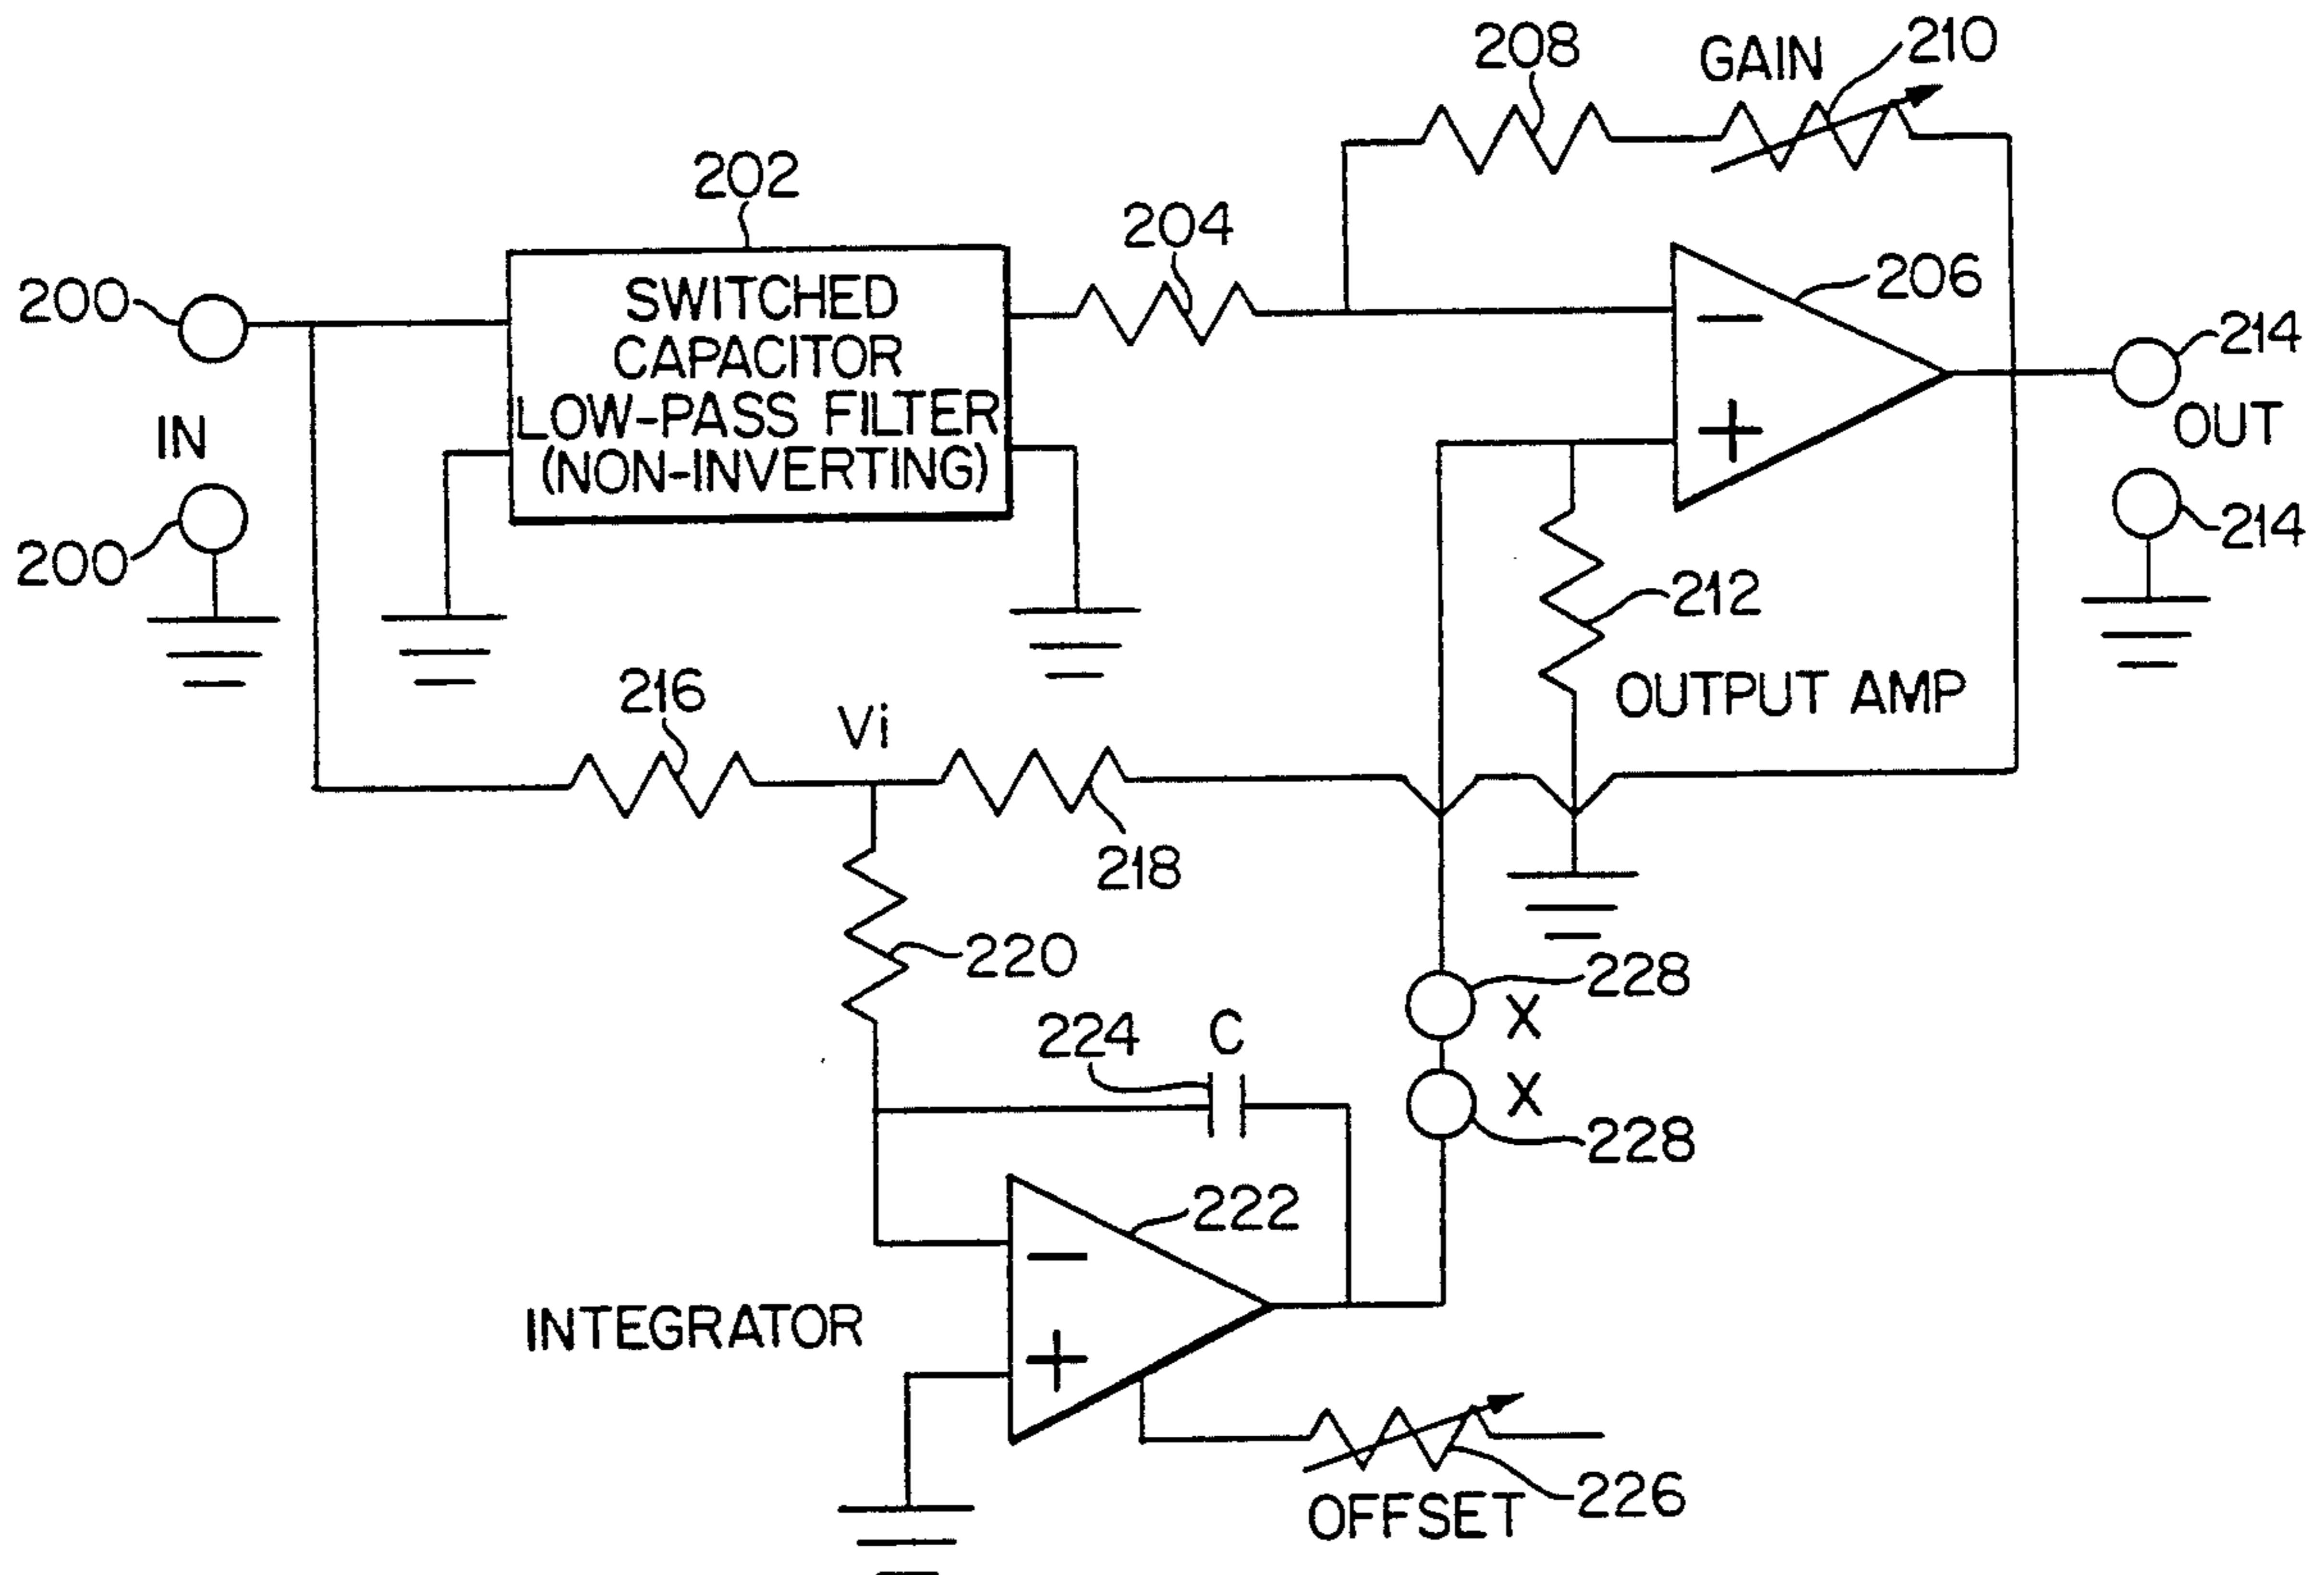 208
GAIN
210
202
204
200
SWITCHED
CAPACITOR
LOW-PASS FILTER
(NON-INVERTING)
206
214
IN
OUT
200
214
212
216
Vi
OUTPUT AMP
218
220
228
X
224
C
X
228
222
INTEGRATOR
OFFSET
226